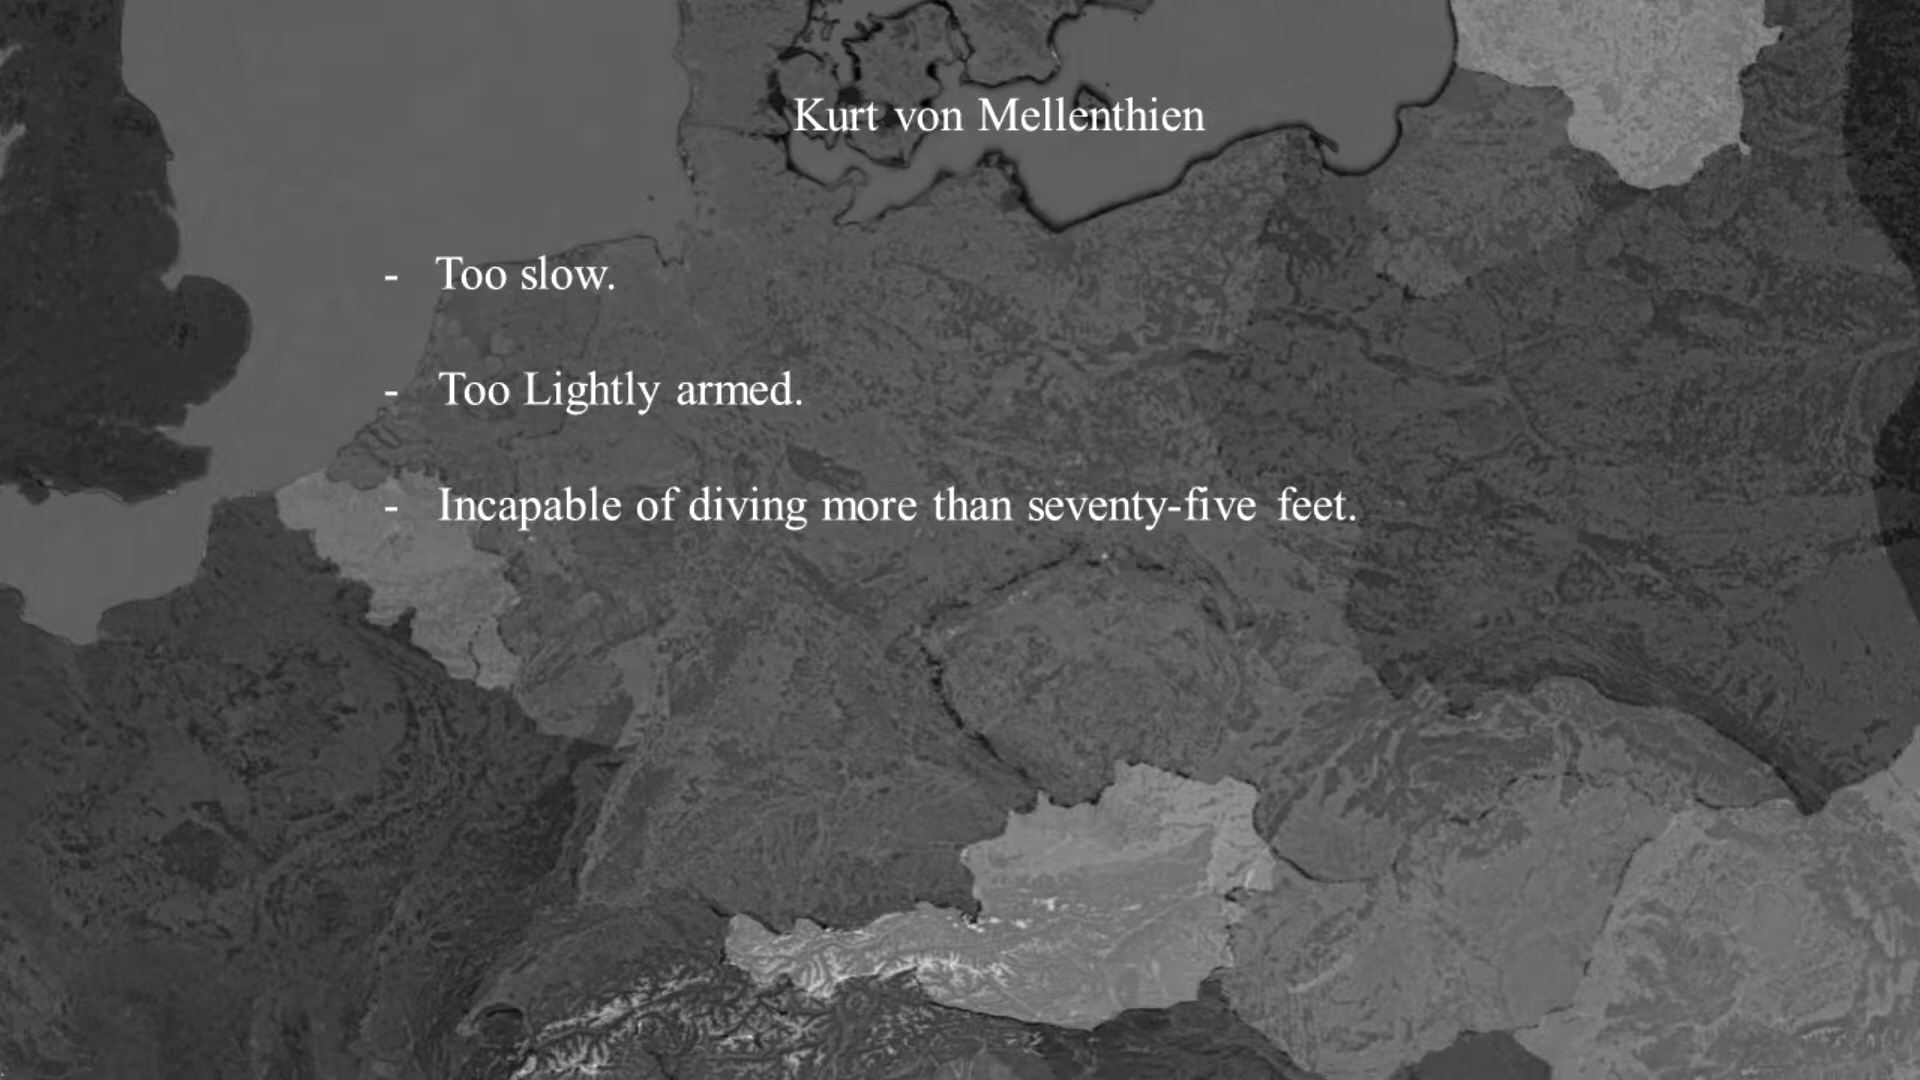 Kurt von Mellenthien
- Too slow.
- Too Lightly armed.
- Incapable of diving more than seventy-five feet.